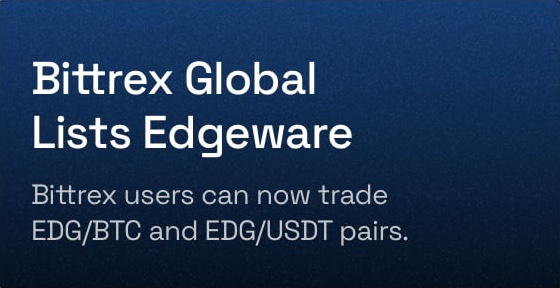 Bittrex Global
Lists Edgeware
Bittrex users can now trade
EDG/BTC and EDG/USDT pairs.